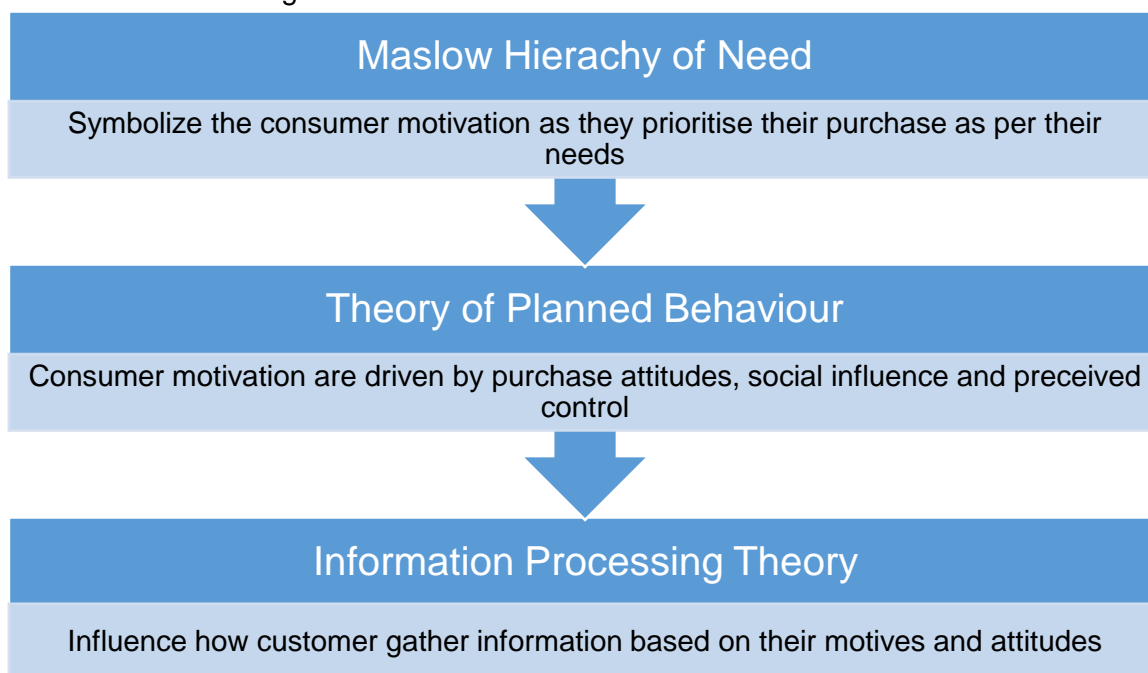 Maslow Hierachy of Need
Symbolize the consumer motivation as they prioritise their purchase as per their
needs
Theory of Planned Behaviour
Consumer motivation are driven by purchase attitudes, social influence and preceived
control
Information Processing Theory
Influence how customer gather information based on their motives and attitudes